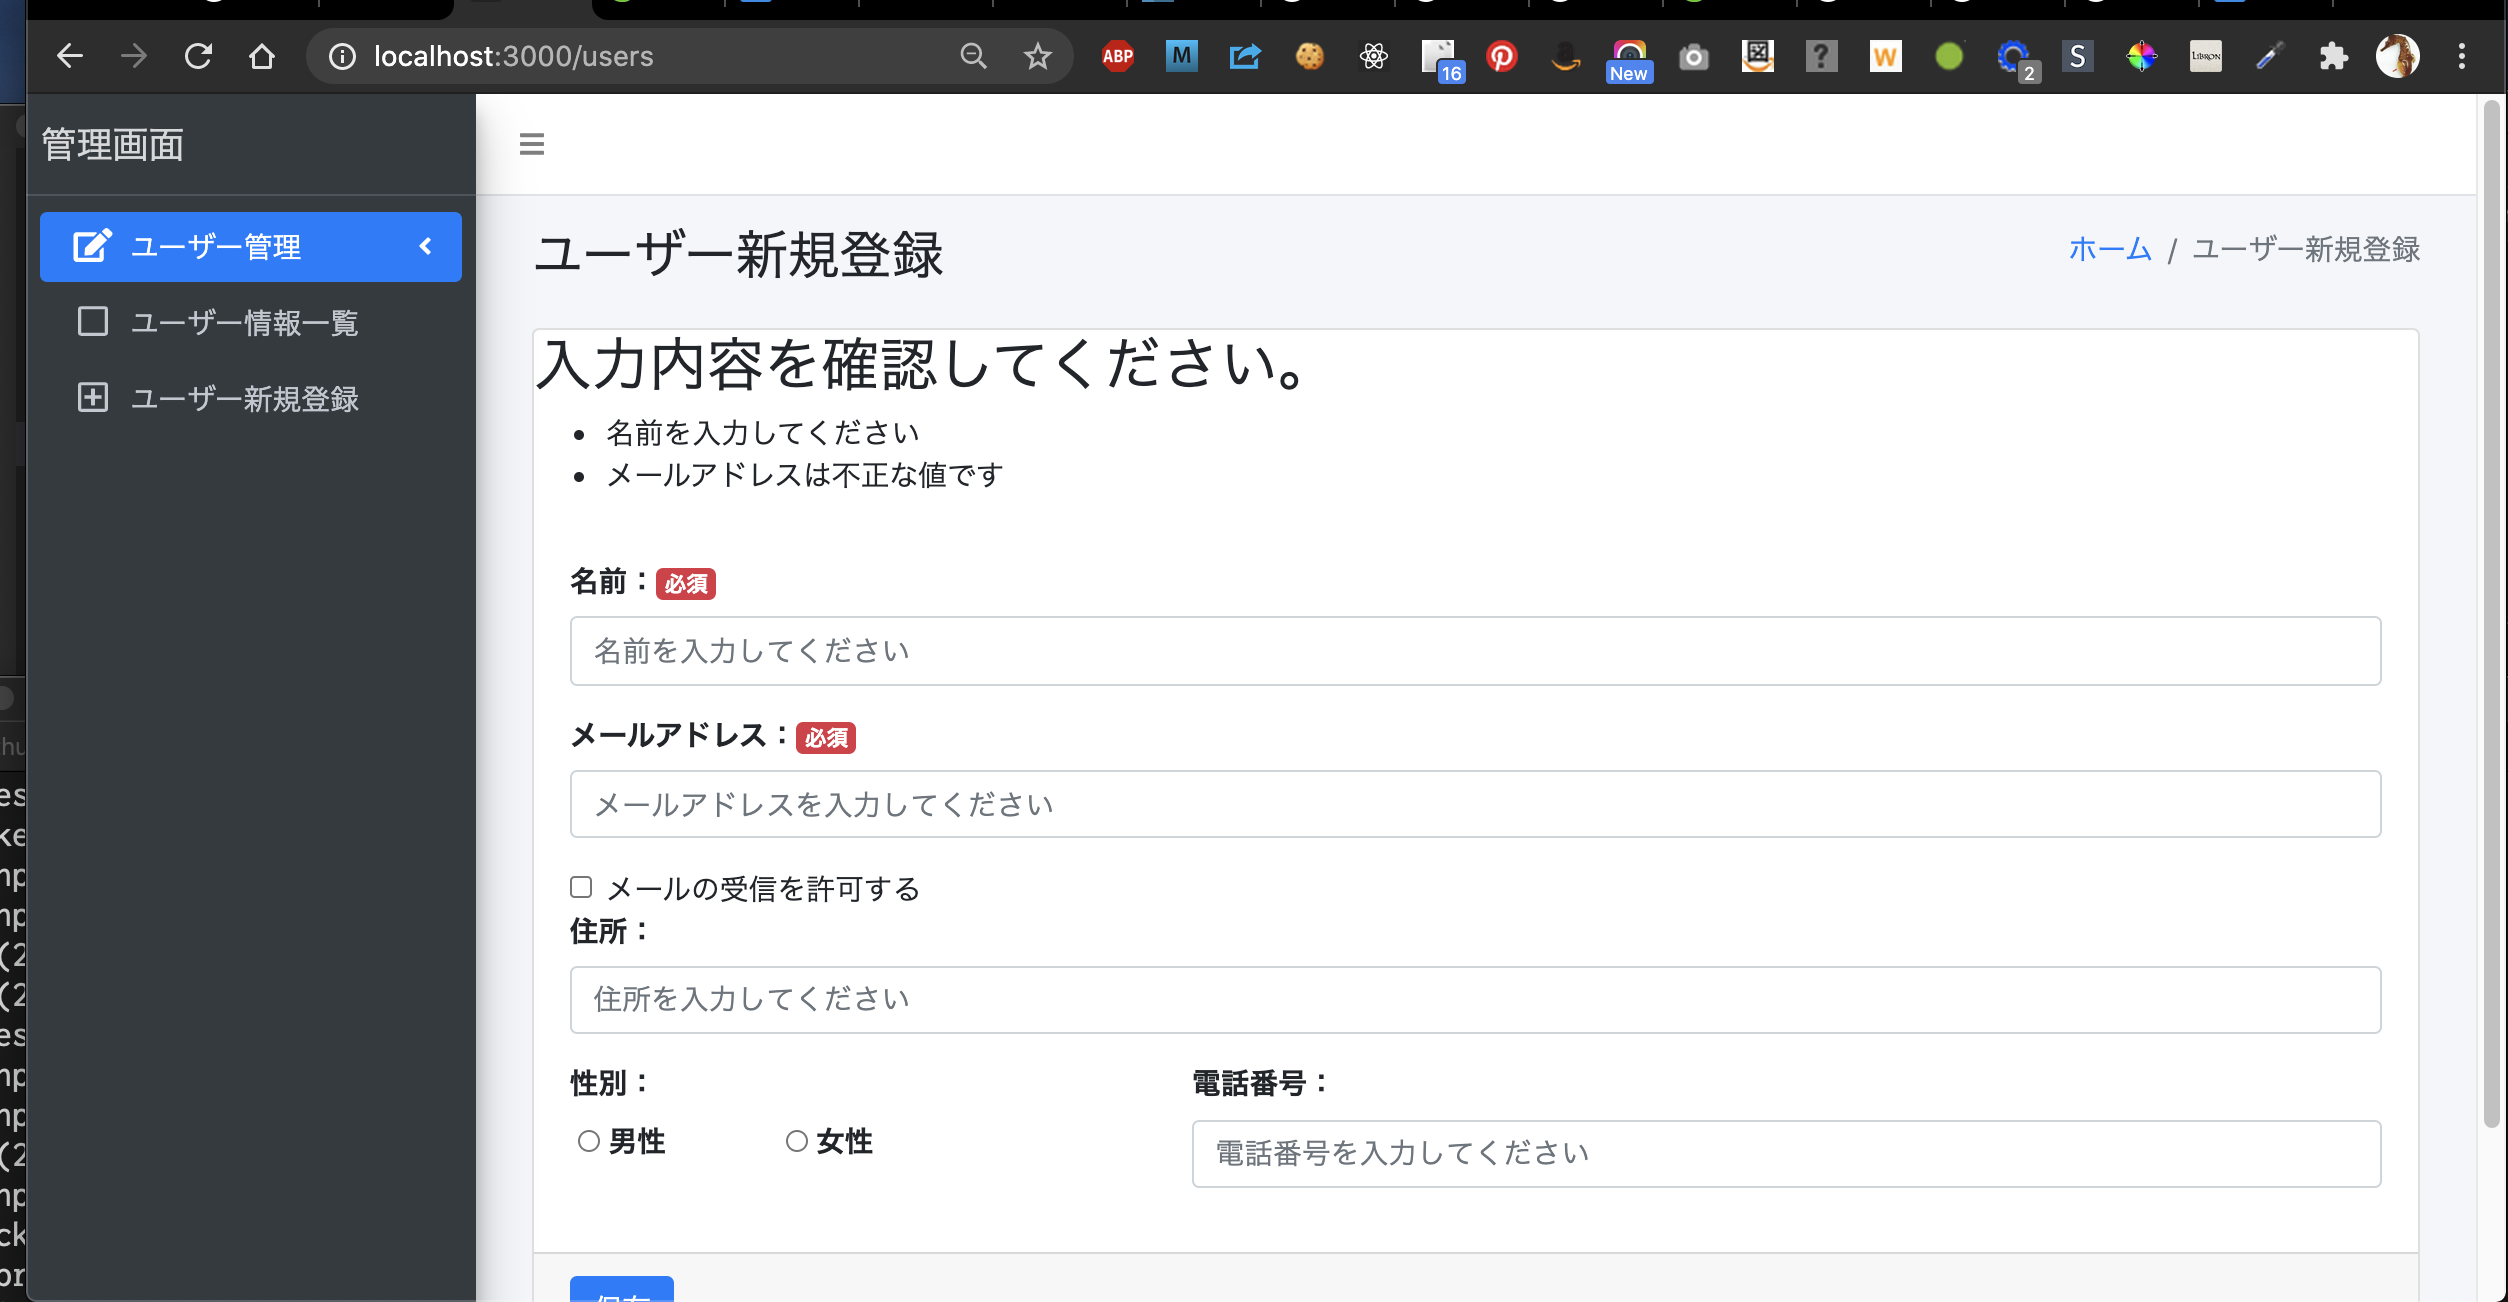 localhost:3000/users
ABP
M
16
New
?
W
2
S
LIBRON
管理画面
ユーザー管理
ユーザー情報一覧
ユーザー新規登録
ユーザー新規登録
ホーム / ユーザー新規登録
入力内容を確認してください。
名前を入力してください
メールアドレスは不正な値です
名前：必須
名前を入力してください
メールアドレス：必須
メールアドレスを入力してください
メールの受信を許可する
住所：
住所を入力してください
性別：
電話番号：
男性 女性
電話番号を入力してください